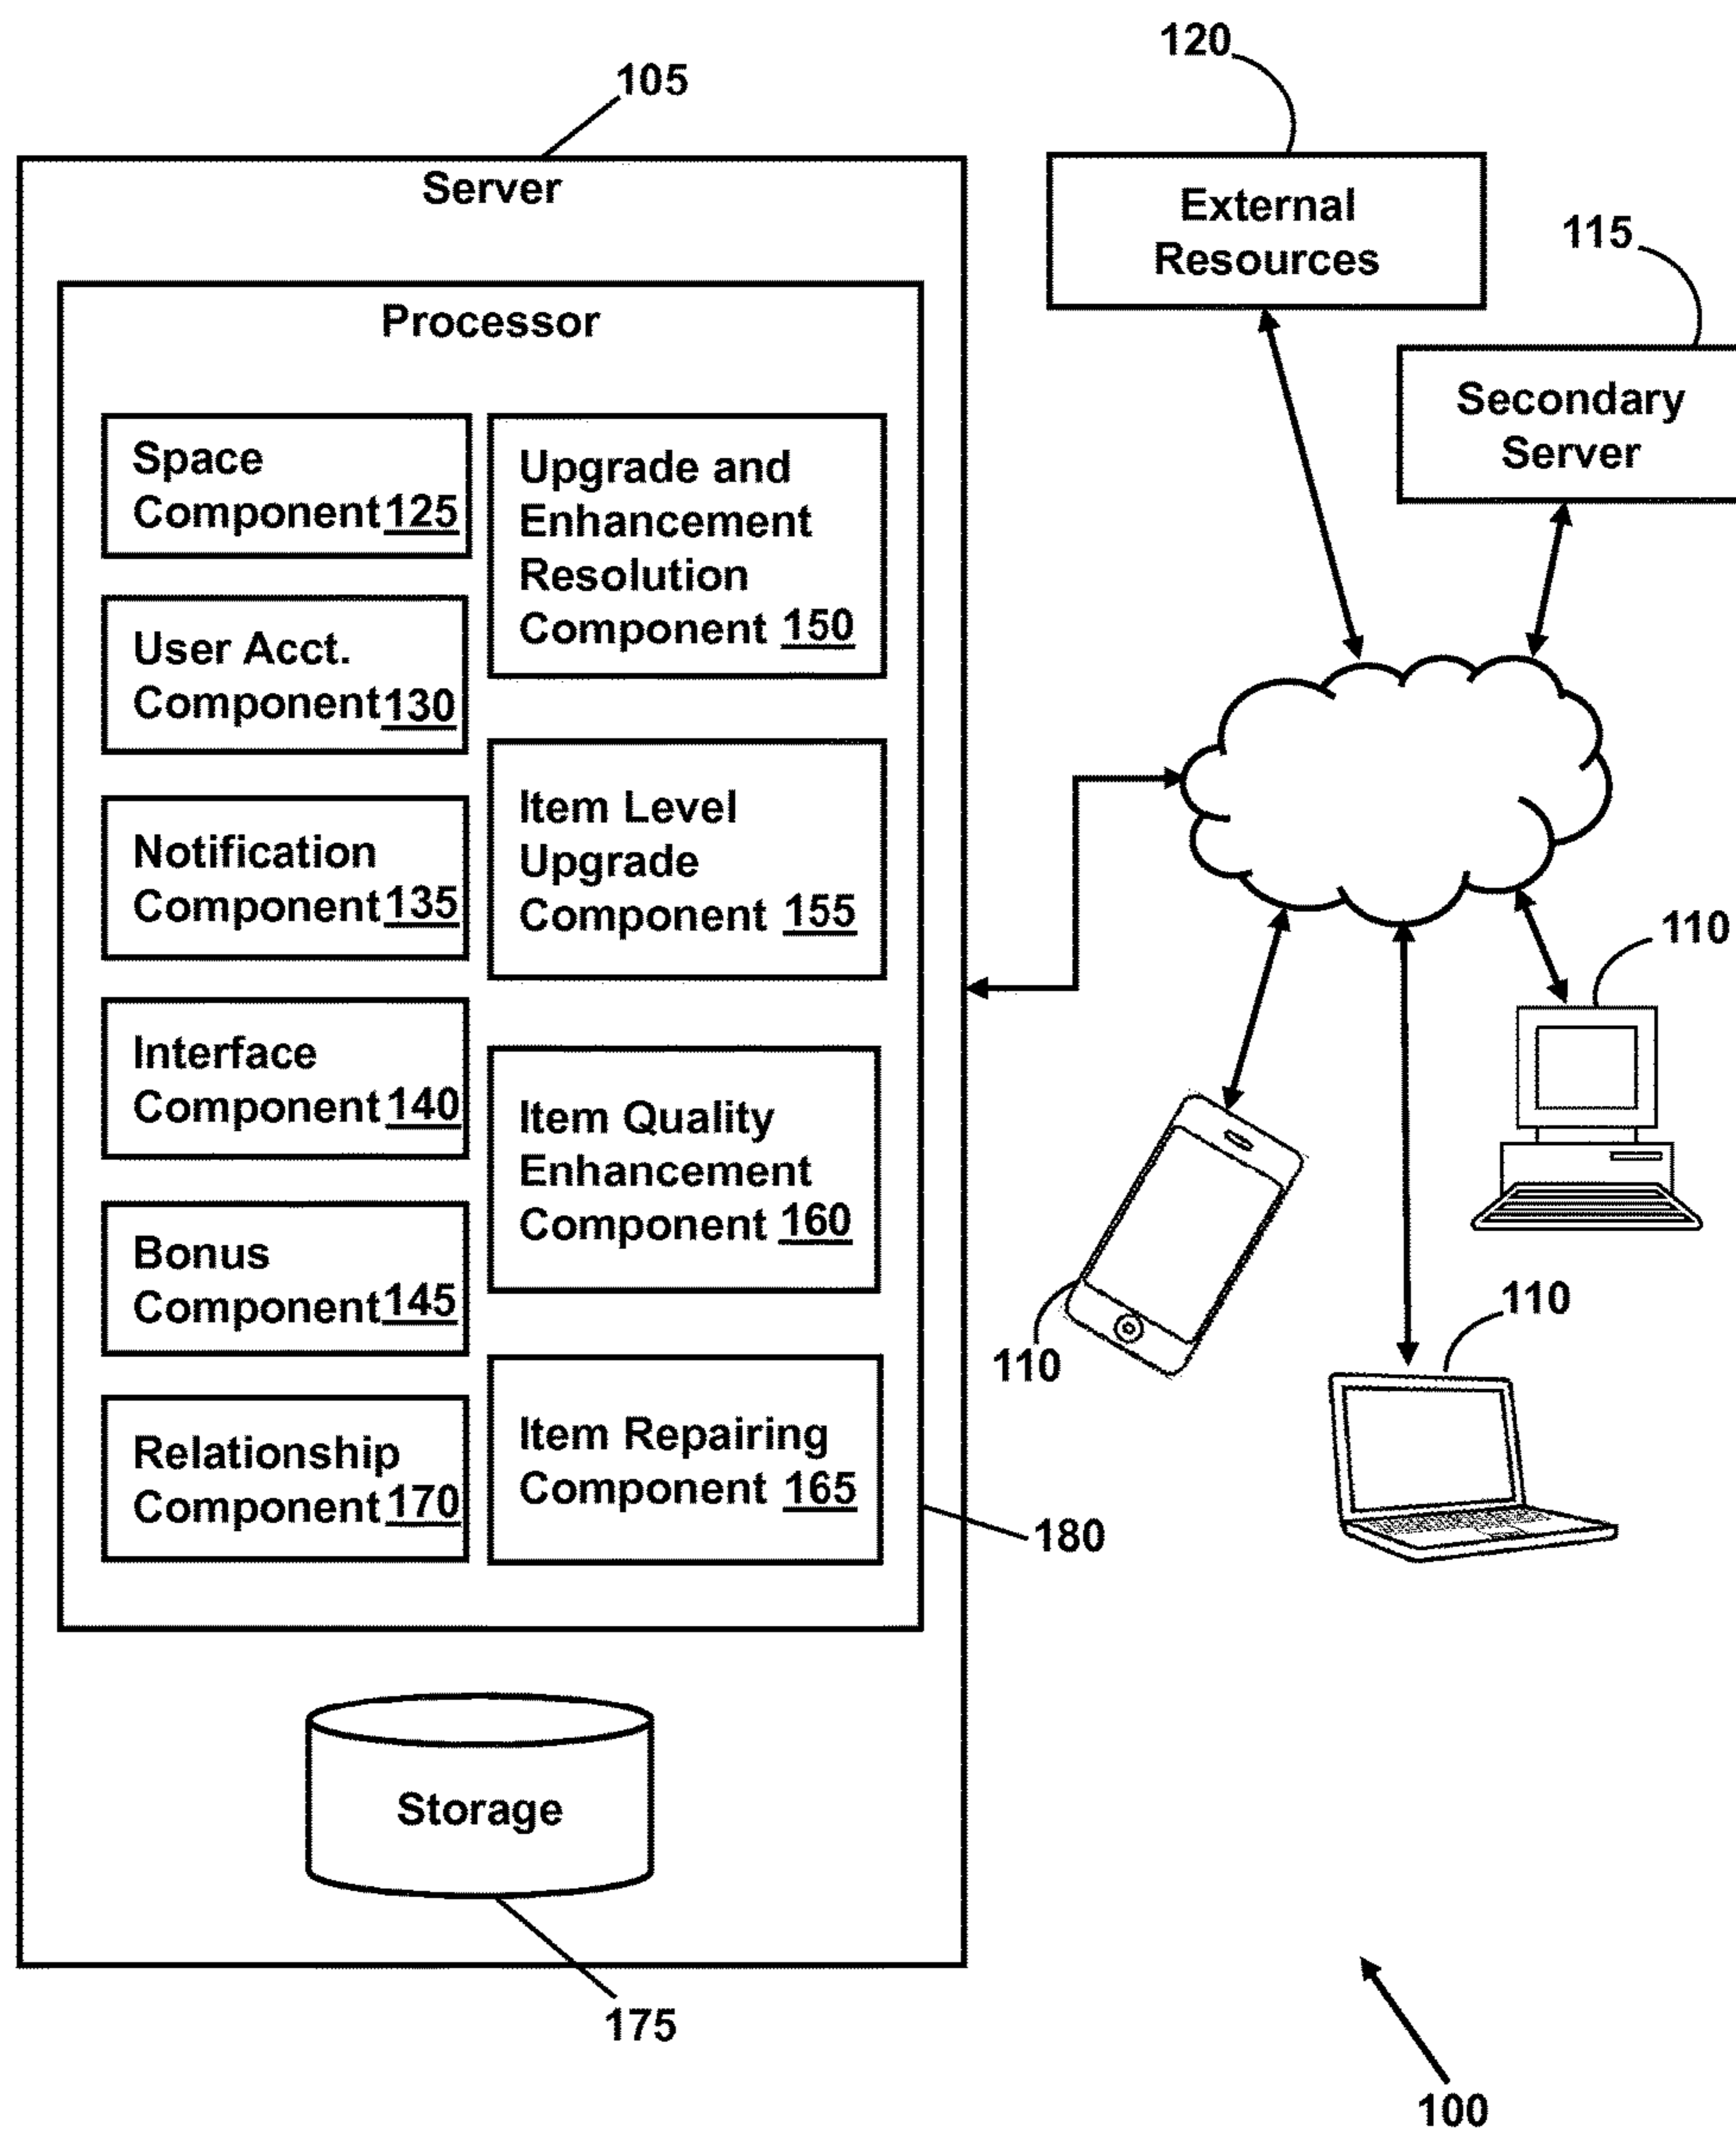 105
Server
Processor
Space
Component 125
User Acct.
Component 130
Notification
Component 135
Interface
Component 140
Bonus
Component 145
Relationship
Component 170
Upgrade and
Enhancement
Resolution
Component 150
Item Level
Upgrade
Component 155
Item Quality
Enhancement
Component 160
Item Repairing
Component 165
180
Storage
175
120
External
Resources
115
Secondary
Server
110
110
110
100